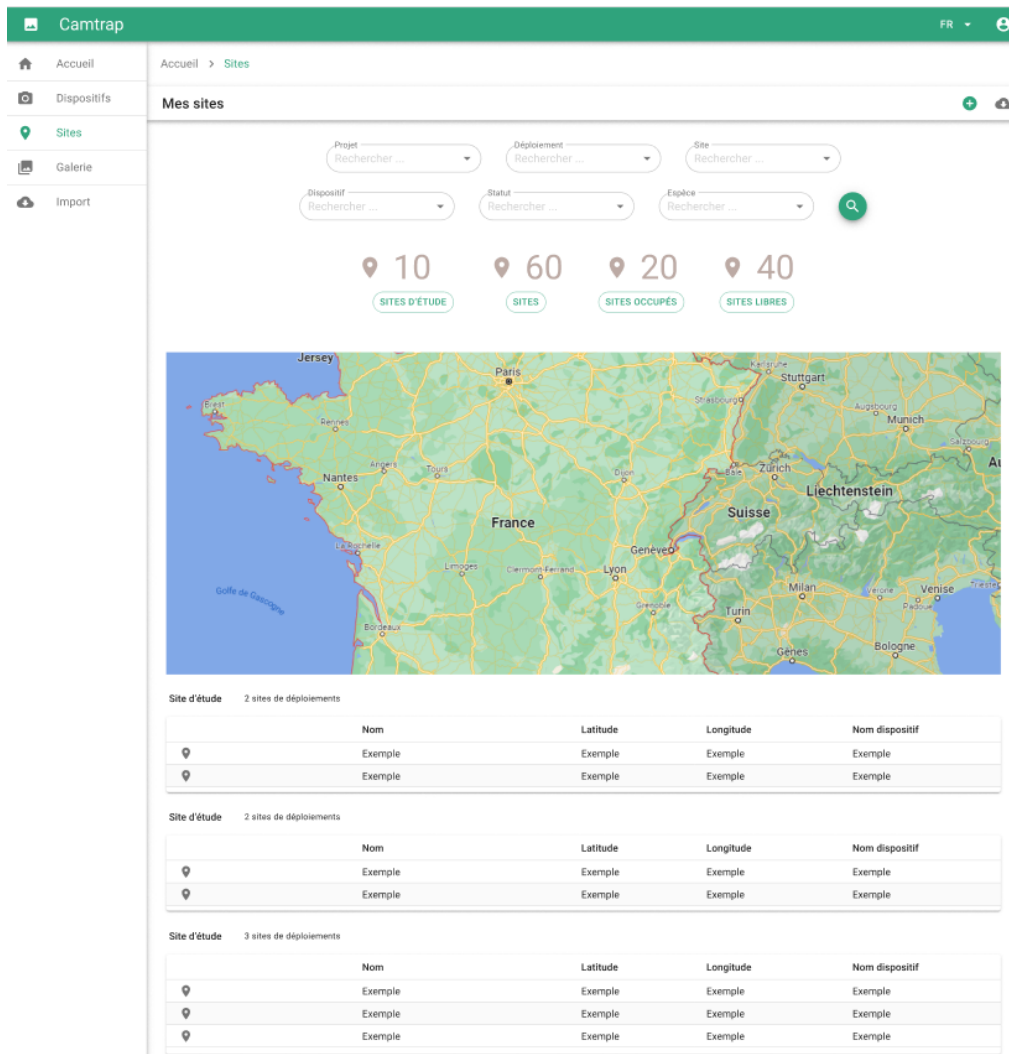 Camtrap FR
Accueil
Dispositifs
Sites
Galerie
Import
Accueil > Sites
Mes sites
Projet Déploiement Site
Rechercher ... Rechercher ... Rechercher ...
Dispositif Statut Espèce
Rechercher ... Rechercher ... Rechercher ...
10 60 20 40
SITES D'ÉTUDE SITES SITES OCCUPÉS SITES LIBRES
Jersey
Karlsruhe
Paris
Stuttgart
Strasbourg
Brest
Augsbourg
Rennes
Munich
Salzbourg
Angers
Tours
Dijon
Bâle
Zurich
Nantes
Liechtenstein
Suisse
France
La Rochelle
Genève
Limoges
Clermont-Ferrand
Lyon
Golfe de Gascogne
Milan
Vérone
Venise
Trieste
Grenoble
Turin
Padoue
Bordeaux
Bologne
Gênes
Site d'étude 2 sites de déploiements
Nom Latitude Longitude Nom dispositif
Exemple Exemple Exemple Exemple
Exemple Exemple Exemple Exemple
Site d'étude 2 sites de déploiements
Nom Latitude Longitude Nom dispositif
Exemple Exemple Exemple Exemple
Exemple Exemple Exemple Exemple
Site d'étude 3 sites de déploiements
Nom Latitude Longitude Nom dispositif
Exemple Exemple Exemple Exemple
Exemple Exemple Exemple Exemple
Exemple Exemple Exemple Exemple